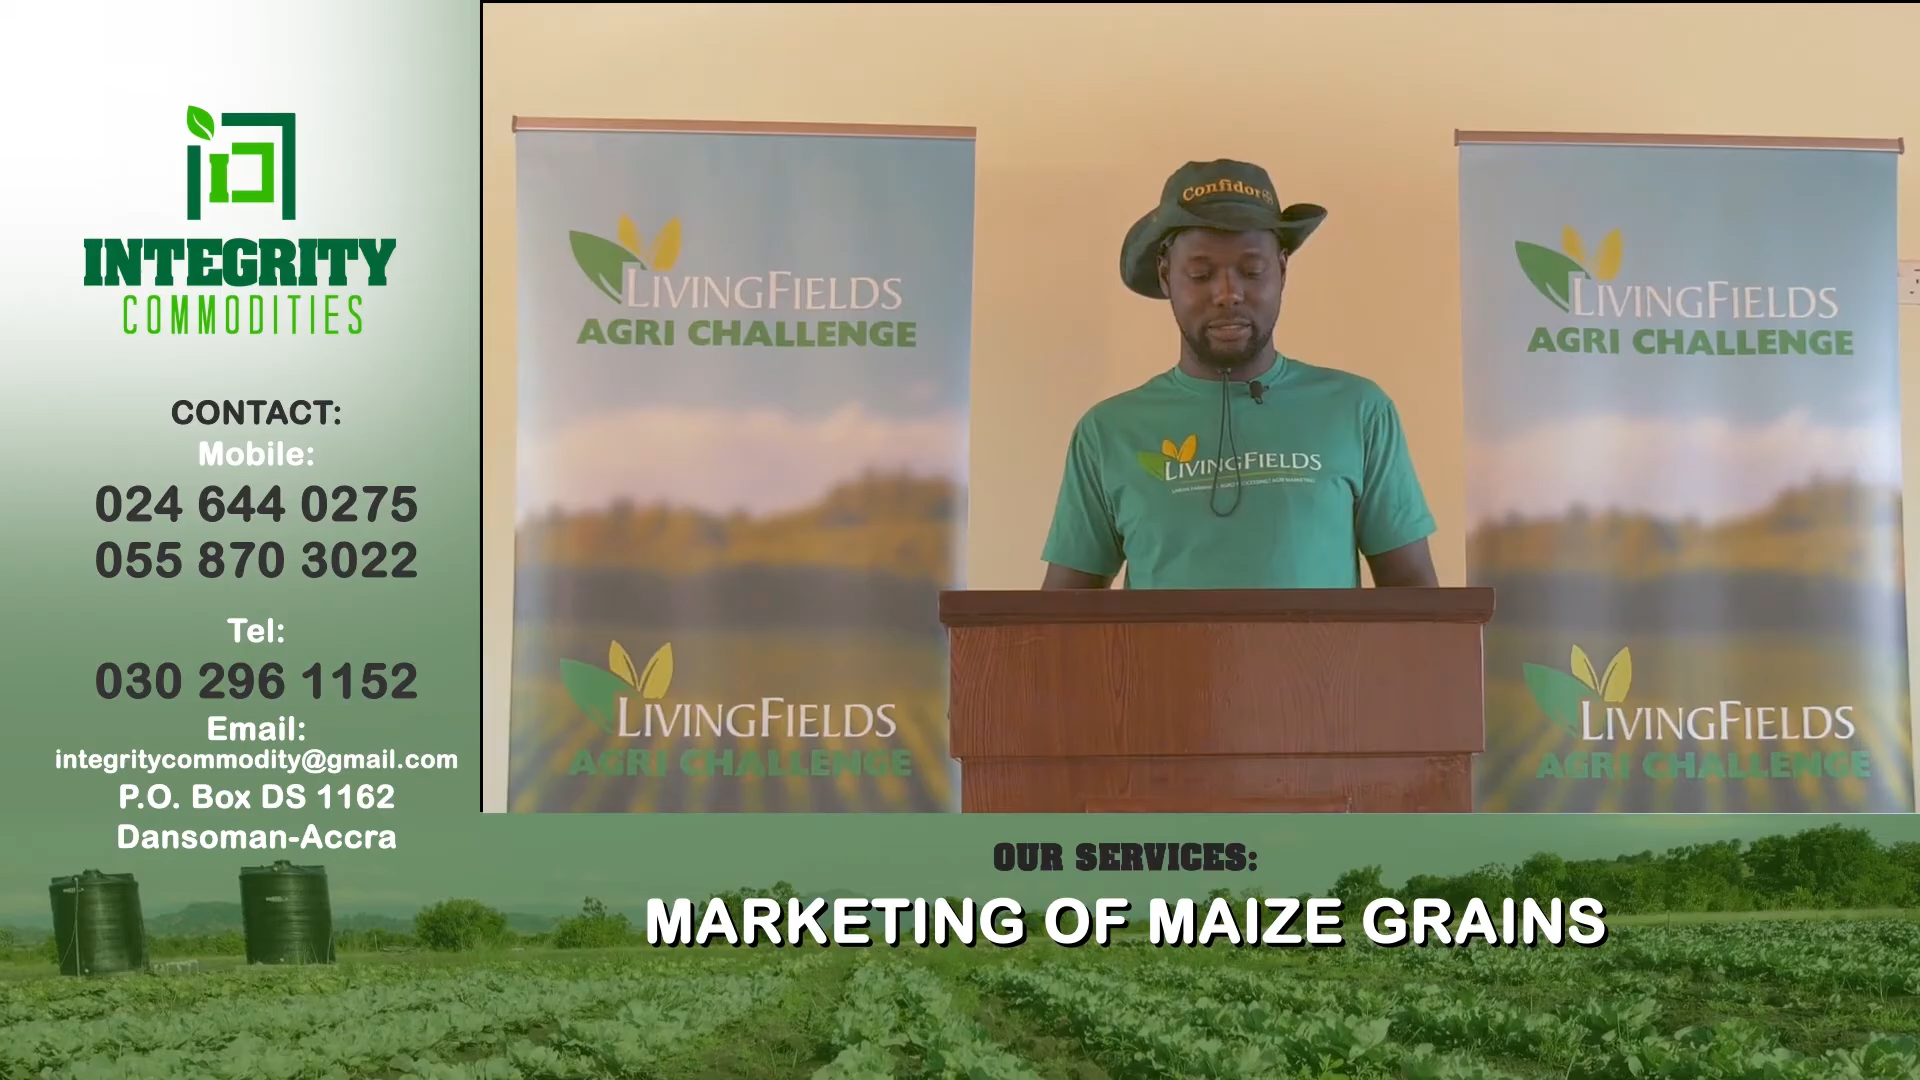 INTEGRITY
COMMODITIES
CONTACT:
Mobile:
024 644 0275
055 870 3022
Tel:
030 296 1152
Email:
integritycommodity@gmail.com
P.O. Box DS 1162
Dansoman-Accra
LIVINGFIELDS
AGRI CHALLENGE
LIVINGFIELDS
AGRI CHALLENGE
Confidor
LIVINGFIELDS
LIVINGFIELDS
AGRI CHALLENGE
LIVINGFIELDS
AGRI CHALLENGE
OUR SERVICES:
MARKETING OF MAIZE GRAINS